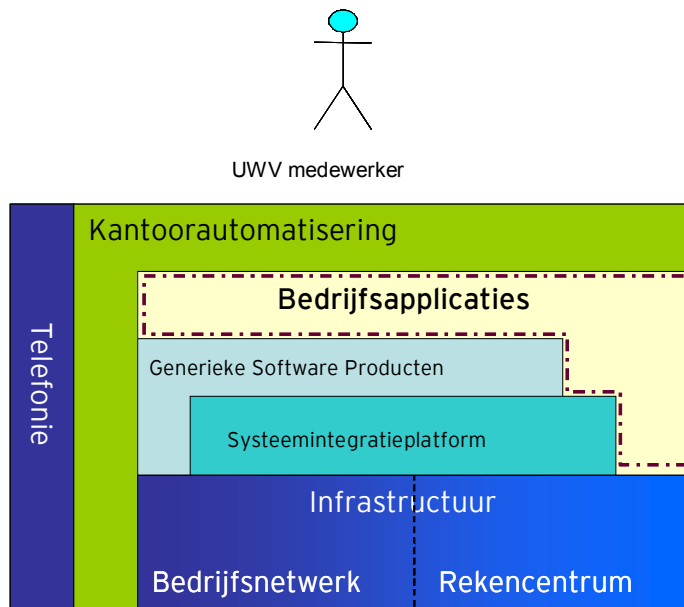 UWV medewerker
Kantoorautomatisering
Telefonie
Bedrijfsapplicaties
Generieke Software Producten
Systeemintegratieplatform
Infrastructuur
Bedrijfsnetwerk
Rekencentrum